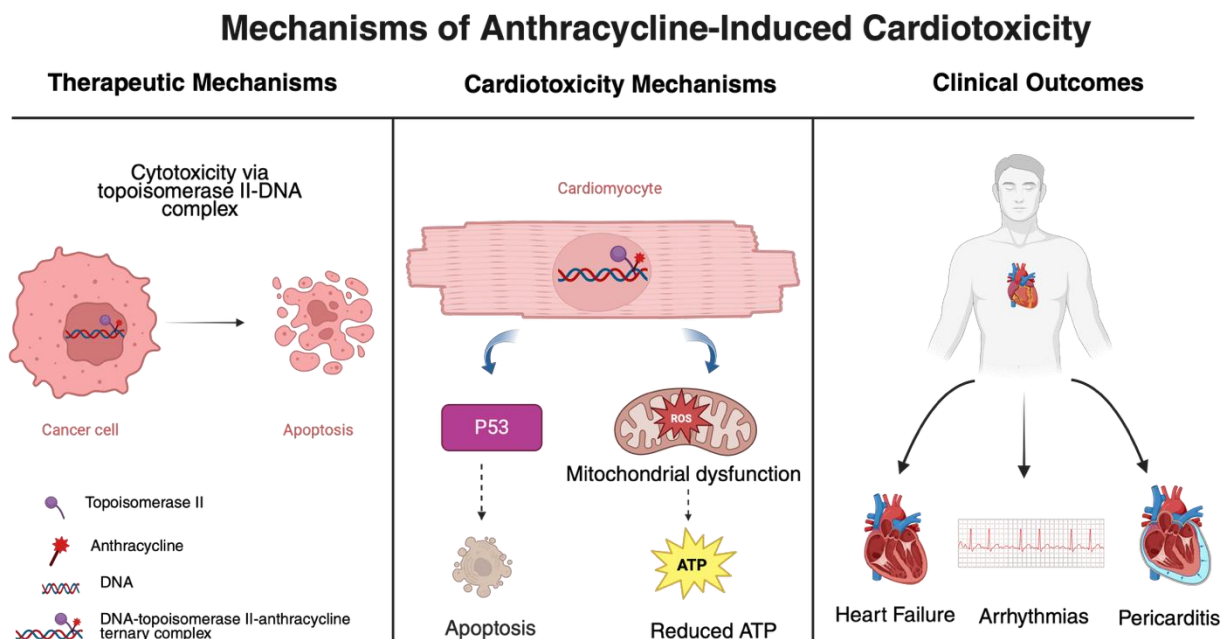 Mechanisms of Anthracycline-Induced Cardiotoxicity
Therapeutic Mechanisms
Cytotoxicity via
topoisomerase II-DNA
complex
Cancer cell
Apoptosis
Topoisomerase II
Anthracycline
DNA
DNA-topoisomerase II-anthracycline
ternary complex
Cardiotoxicity Mechanisms
Cardiomyocyte
P53
ROS
Mitochondrial dysfunction
ATP
Apoptosis
Reduced ATP
Clinical Outcomes
Heart Failure
Arrhythmias
Pericarditis